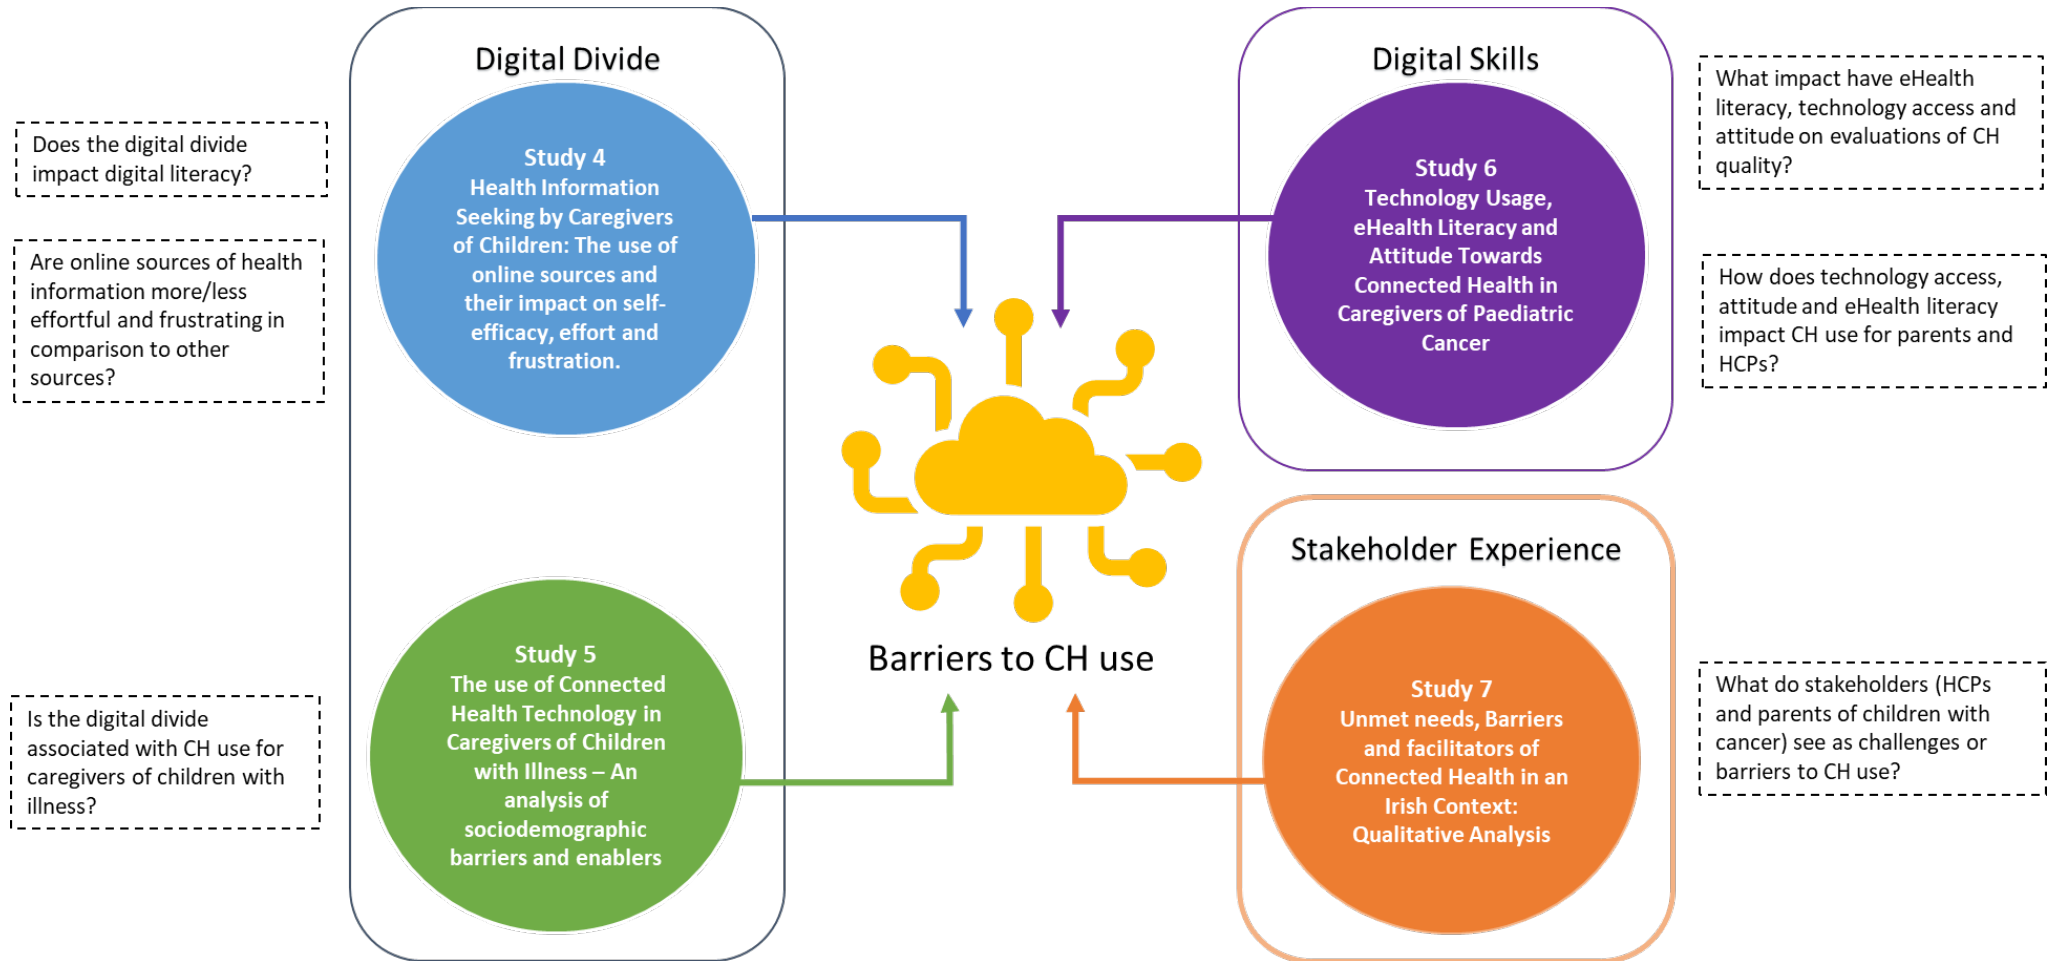 Digital Divide
Does the digital divide
impact digital literacy?
Are online sources of health
information more/less
effortful and frustrating in
comparison to other
sources?
Study 4
Health Information
Seeking by Caregivers
of Children: The use of
online sources and
their impact on self-
efficacy, effort and
frustration.
Is the digital divide
associated with CH use for
caregivers of children with
illness?
Study 5
The use of Connected
Health Technology in
Caregivers of Children
with Illness – An
analysis of
sociodemographic
barriers and enablers
Barriers to CH use
Digital Skills
Study 6
Technology Usage,
eHealth Literacy and
Attitude Towards
Connected Health in
Caregivers of Paediatric
Cancer
What impact have eHealth
literacy, technology access and
attitude on evaluations of CH
quality?
How does technology access,
attitude and eHealth literacy
impact CH use for parents and
HCPs?
Stakeholder Experience
Study 7
Unmet needs, Barriers
and facilitators of
Connected Health in an
Irish Context:
Qualitative Analysis
What do stakeholders (HCPs
and parents of children with
cancer) see as challenges or
barriers to CH use?